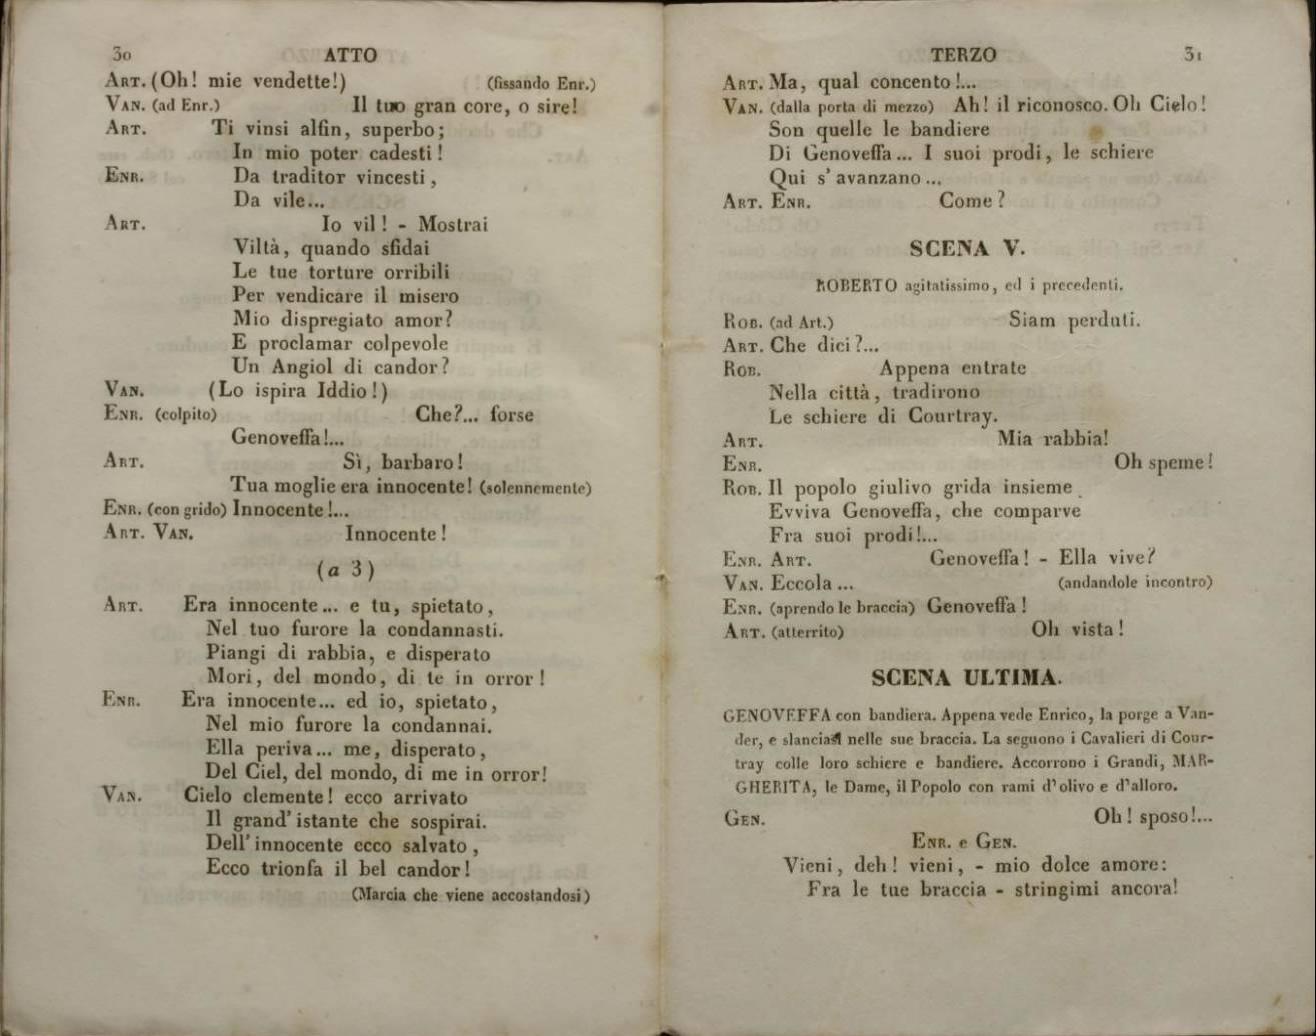 30 ATTO
ART. (Oh! mie vendette!) (fissando Enr.)
VAN. (ad Enr.) Il tuo gran core, o sire!
ART. Ti vinsi alfin, superbo;
In mio poter cadesti!
ENR. Da traditor vincesti,
Da vile...
ART. Io vil! - Mostrai
Viltà, quando sfidai
Le tue torture orribili
Per vendicare il misero
Mio dispregiato amor?
E proclamar colpevole
Un Angiol di candor?
VAN. (Lo ispira Iddio!)
ENR. (colpito) Che?... forse
Genoveffa!...
ART. Sì, barbaro!
Tua moglie era innocente! (solennemente)
ENR. (con grido) Innocente!...
ART. VAN. Innocente!
(a 3)
ART. Era innocente... e tu, spietato,
Nel tuo furore la condannasti.
Piangi di rabbia, e disperato
Mori, del mondo, di te in orror!
ENR. Era innocente... ed io, spietato,
Nel mio furore la condannai.
Ella periva... me, disperato,
Del Ciel, del mondo, di me in orror!
VAN. Cielo clemente! ecco arrivato
Il grand' istante che sospirai.
Dell' innocente ecco salvato,
Ecco trionfa il bel candor!
(Marcia che viene accostandosi)
TERZO 31
ART. Ma, qual concento!...
VAN. (dalla porta di mezzo) Ah! il riconosco. Oh Cielo!
Son quelle le bandiere
Di Genoveffa... I suoi prodi, le schiere
Qui s' avanzano...
ART. ENR. Come?
SCENA V.
ROBERTO agitatissimo, ed i precedenti.
ROB. (ad Art.) Siam perduti.
ART. Che dici?...
ROB. Appena entrate
Nella città, tradirono
Le schiere di Courtray.
ART. Mia rabbia!
ENR. Oh speme!
ROB. Il popolo giulivo grida insieme
Evviva Genoveffa, che comparve
Fra suoi prodi!...
ENR. ART. Genoveffa! - Ella vive?
VAN. Eccola... (andandole incontro)
ENR. (aprendo le braccia) Genoveffa!
ART. (atterrito) Oh vista!
SCENA ULTIMA.
GENOVEFFA con bandiera. Appena vede Enrico, la porge a Van-
der, e slanciasi nelle sue braccia. La seguono i Cavalieri di Cour-
tray colle loro schiere e bandiere. Accorrono i Grandi, MAR-
GHERITA, le Dame, il Popolo con rami d'olivo e d'alloro.
GEN. Oh! sposo!...
ENR. e GEN.
Vieni, deh! vieni, - mio dolce amore:
Fra le tue braccia - stringimi ancora!